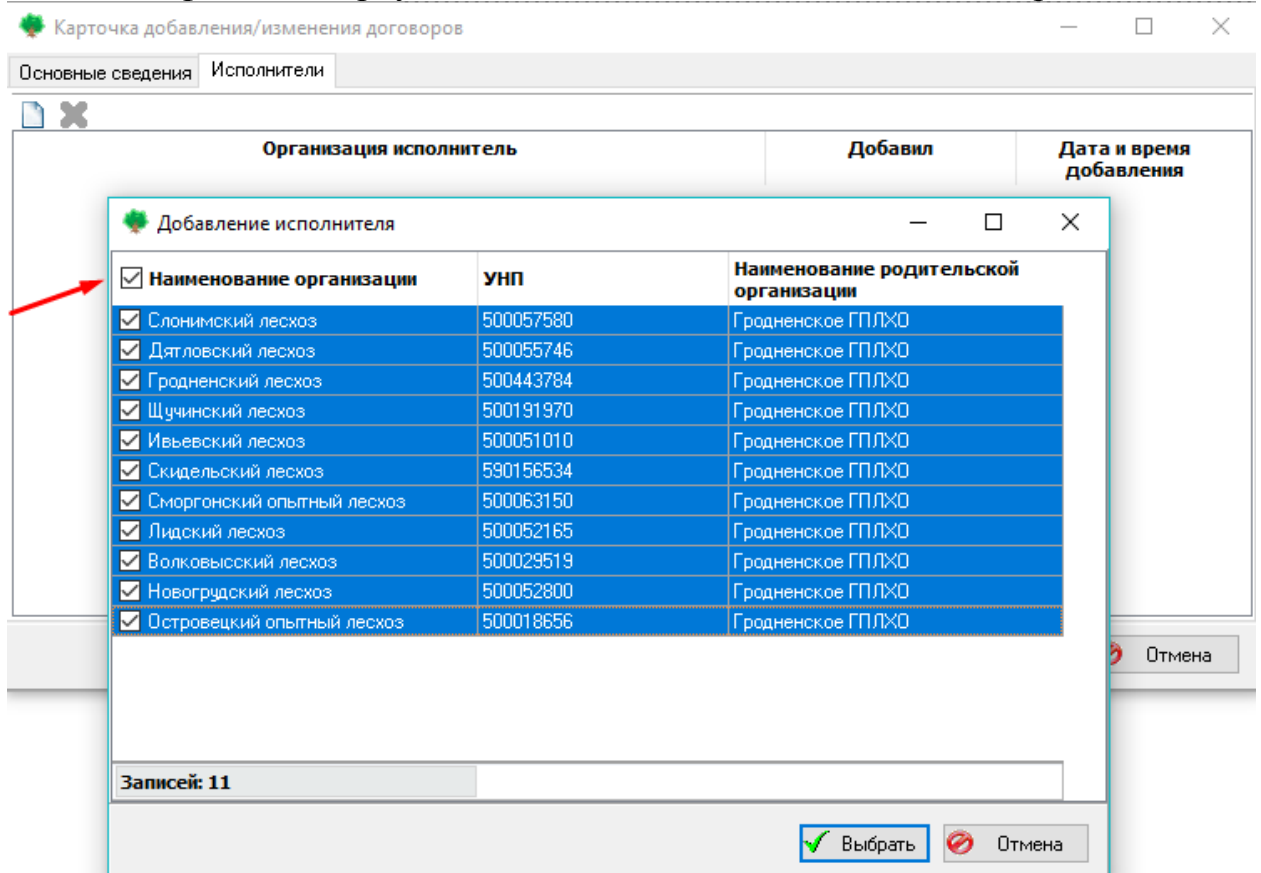 Карточка добавления/изменения договоров
Основные сведения Исполнители
Организация исполнитель Добавил Дата и время
добавления
Добавление исполнителя
Наименование организации УНП Наименование родительской
организации
Слонимский лесхоз 500057580 Гродненское ГПЛХО
Дятловский лесхоз 500055746 Гродненское ГПЛХО
Гродненский лесхоз 500443784 Гродненское ГПЛХО
Щучинский лесхоз 500191970 Гродненское ГПЛХО
Ивьевский лесхоз 500051010 Гродненское ГПЛХО
Скидельский лесхоз 590156534 Гродненское ГПЛХО
Сморгонский опытный лесхоз 500063150 Гродненское ГПЛХО
Лидский лесхоз 500052165 Гродненское ГПЛХО
Волковысский лесхоз 500029519 Гродненское ГПЛХО
Новогрудский лесхоз 500052800 Гродненское ГПЛХО
Островецкий опытный лесхоз 500018656 Гродненское ГПЛХО
Отмена
Записей: 11
Выбрать Отмена